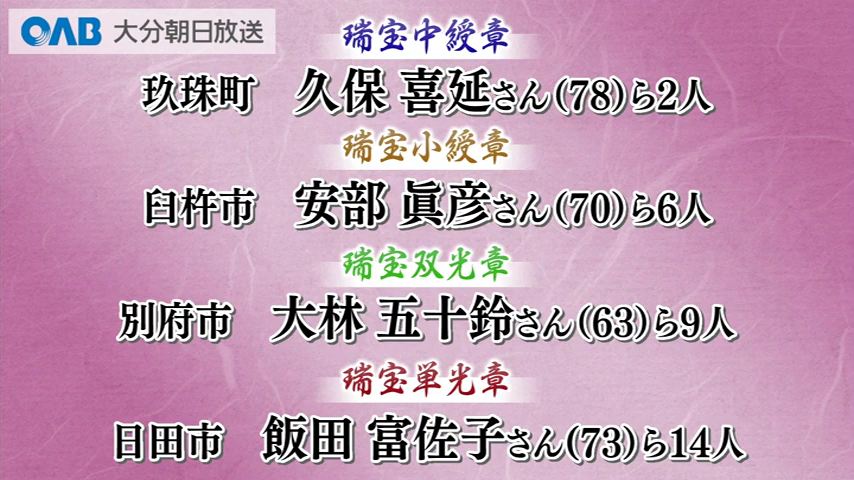 OAB 大分朝日放送
瑞宝中綬章
玖珠町 久保 喜延さん(78)ら2人
瑞宝小綬章
臼杵市 安部 眞彦さん(70)ら6人
瑞宝双光章
別府市 大林 五十鈴さん(63)ら9人
瑞宝単光章
日田市 飯田 富佐子さん(73)ら14人